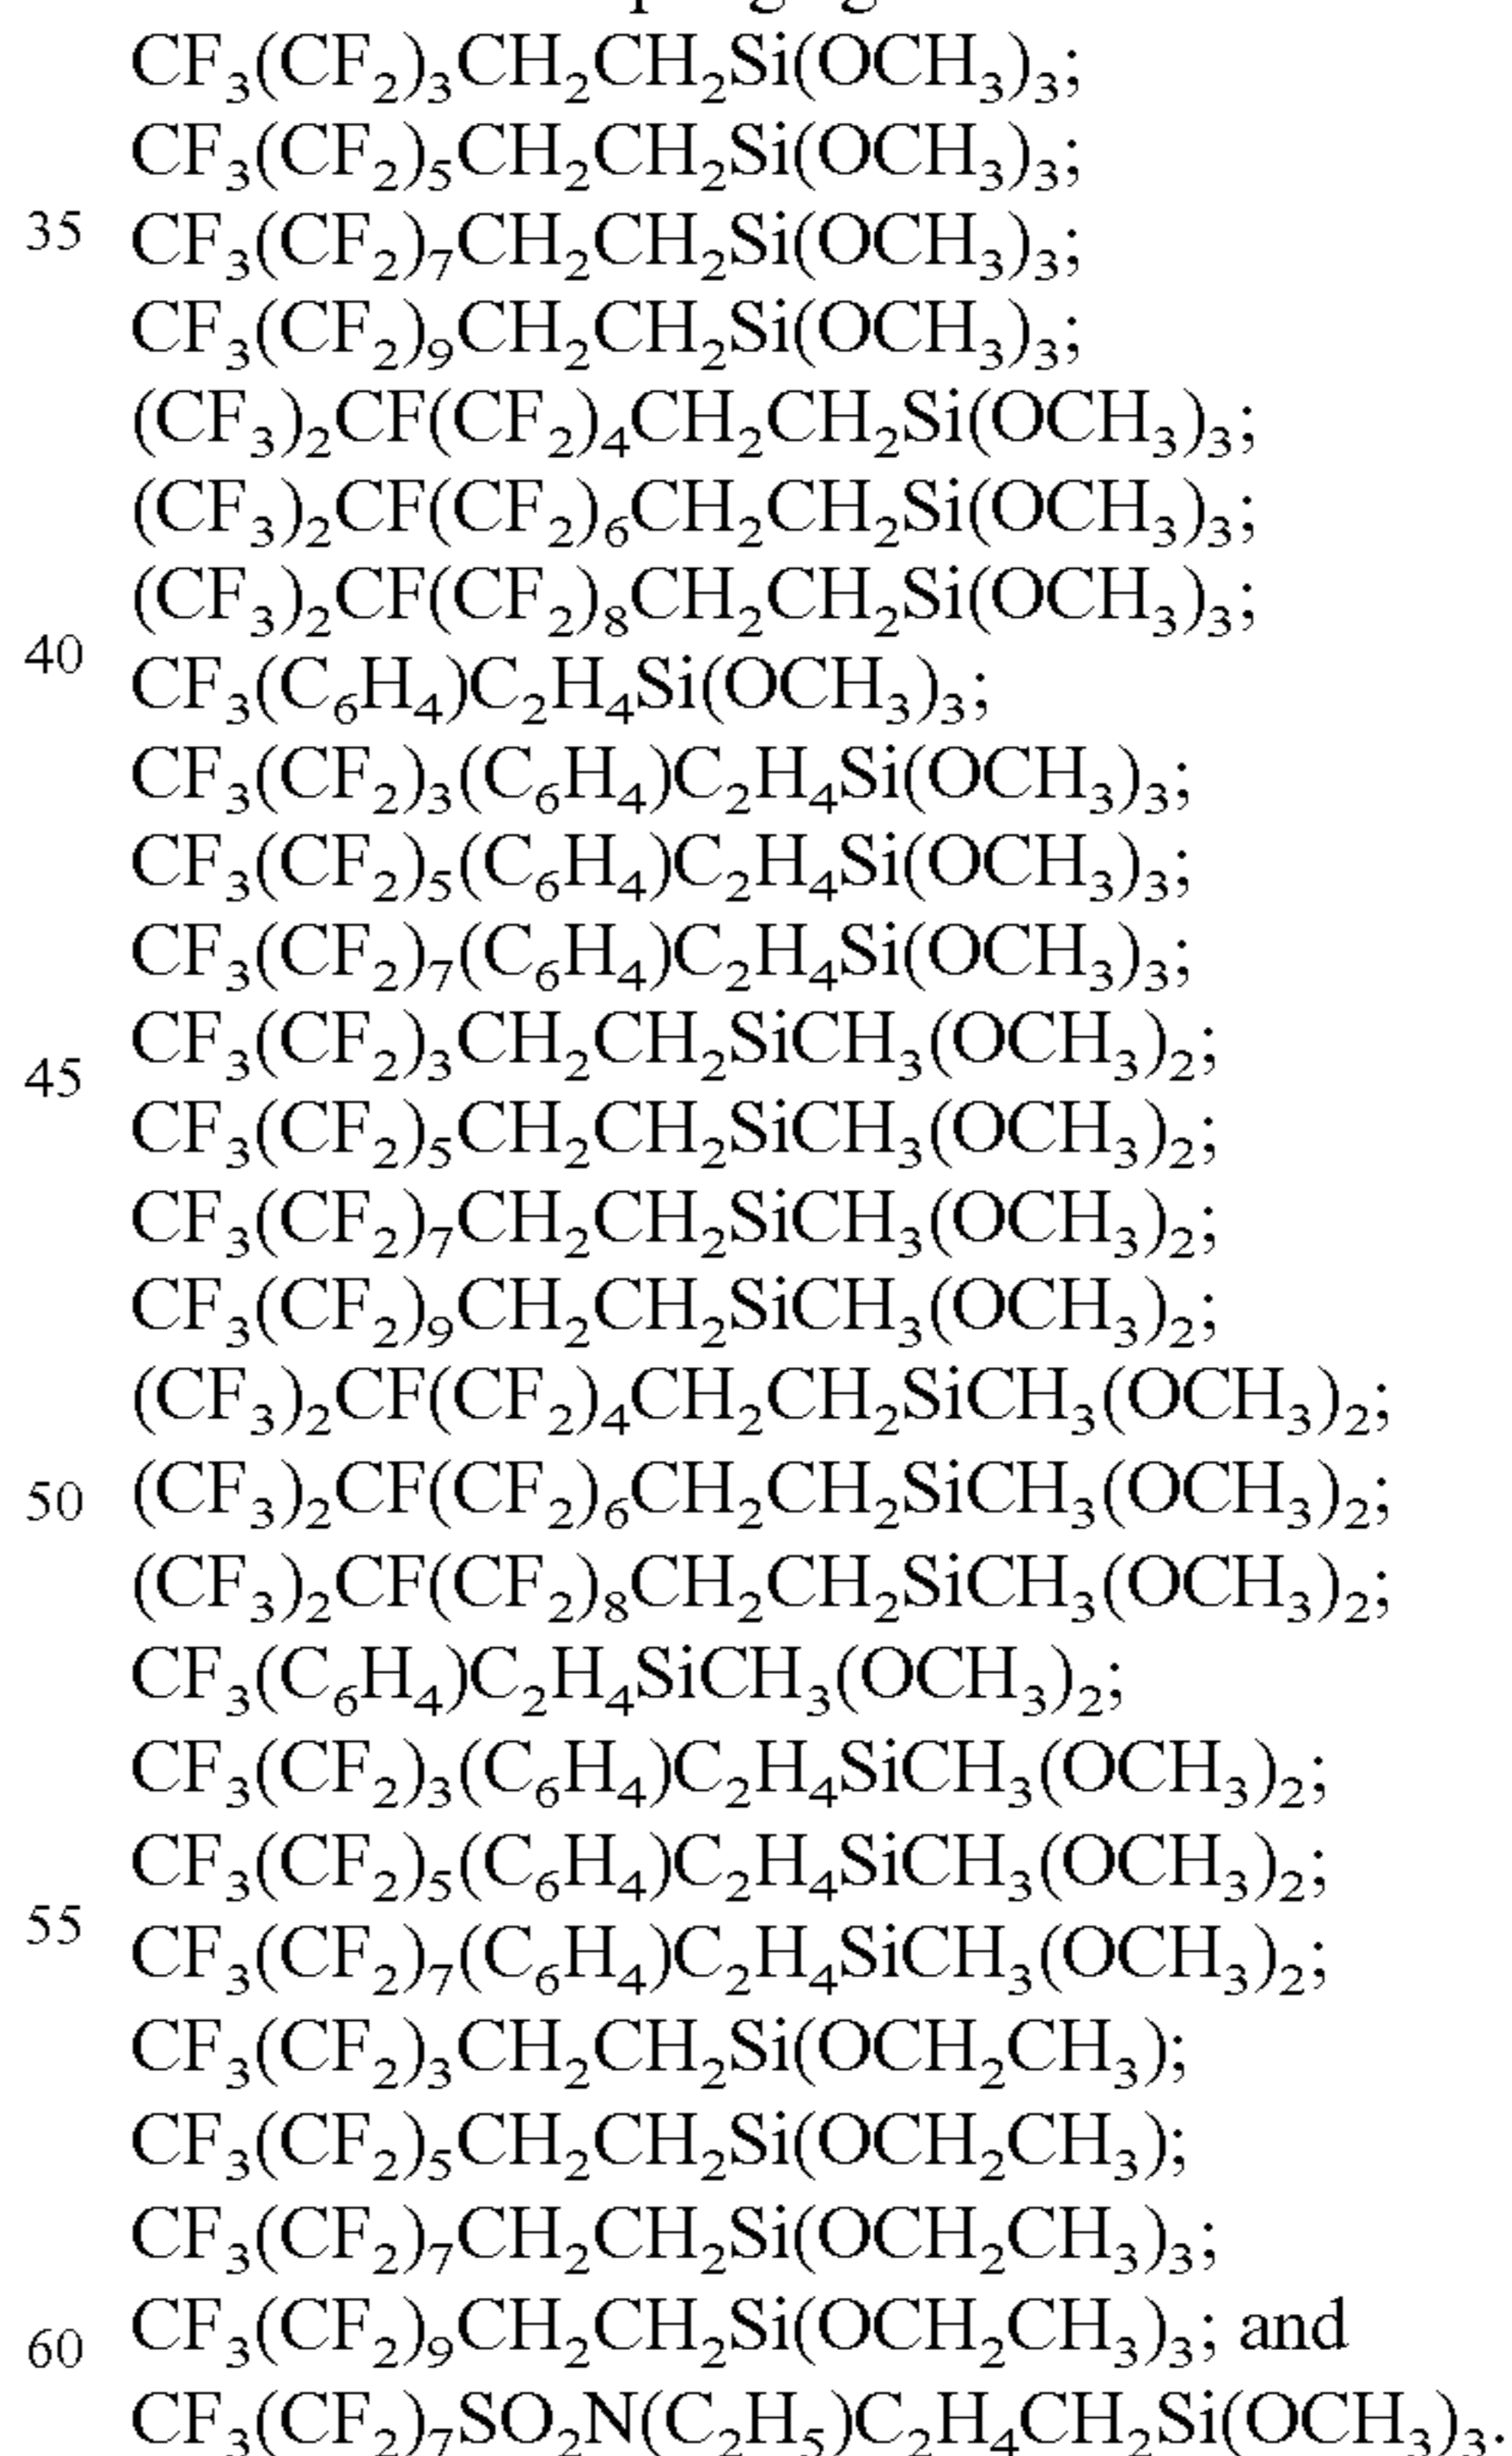 CF₃(CF₂)₃CH₂CH₂Si(OCH₃)₃;
CF₃(CF₂)₅CH₂CH₂Si(OCH₃)₃;
35 CF₃(CF₂)₇CH₂CH₂Si(OCH₃)₃;
CF₃(CF₂)₉CH₂CH₂Si(OCH₃)₃;
(CF₃)₂CF(CF₂)₄CH₂CH₂Si(OCH₃)₃;
(CF₃)₂CF(CF₂)₆CH₂CH₂Si(OCH₃)₃;
(CF₃)₂CF(CF₂)₈CH₂CH₂Si(OCH₃)₃;
40 CF₃(C₆H₄)C₂H₄Si(OCH₃)₃;
CF₃(CF₂)₃(C₆H₄)C₂H₄Si(OCH₃)₃;
CF₃(CF₂)₅(C₆H₄)C₂H₄Si(OCH₃)₃;
CF₃(CF₂)₇(C₆H₄)C₂H₄Si(OCH₃)₃;
CF₃(CF₂)₃CH₂CH₂SiCH₃(OCH₃)₂;
45 CF₃(CF₂)₅CH₂CH₂SiCH₃(OCH₃)₂;
CF₃(CF₂)₇CH₂CH₂SiCH₃(OCH₃)₂;
CF₃(CF₂)₉CH₂CH₂SiCH₃(OCH₃)₂;
(CF₃)₂CF(CF₂)₄CH₂CH₂SiCH₃(OCH₃)₂;
50 (CF₃)₂CF(CF₂)₆CH₂CH₂SiCH₃(OCH₃)₂;
(CF₃)₂CF(CF₂)₈CH₂CH₂SiCH₃(OCH₃)₂;
CF₃(C₆H₄)C₂H₄SiCH₃(OCH₃)₂;
CF₃(CF₂)₃(C₆H₄)C₂H₄SiCH₃(OCH₃)₂;
CF₃(CF₂)₅(C₆H₄)C₂H₄SiCH₃(OCH₃)₂;
55 CF₃(CF₂)₇(C₆H₄)C₂H₄SiCH₃(OCH₃)₂;
CF₃(CF₂)₃CH₂CH₂Si(OCH₂CH₃);
CF₃(CF₂)₅CH₂CH₂Si(OCH₂CH₃);
CF₃(CF₂)₇CH₂CH₂Si(OCH₂CH₃)₃;
60 CF₃(CF₂)₉CH₂CH₂Si(OCH₂CH₃)₃; and
CF₃(CF₂)₇SO₂N(C₂H₅)C₂H₄CH₂Si(OCH₃)₃.